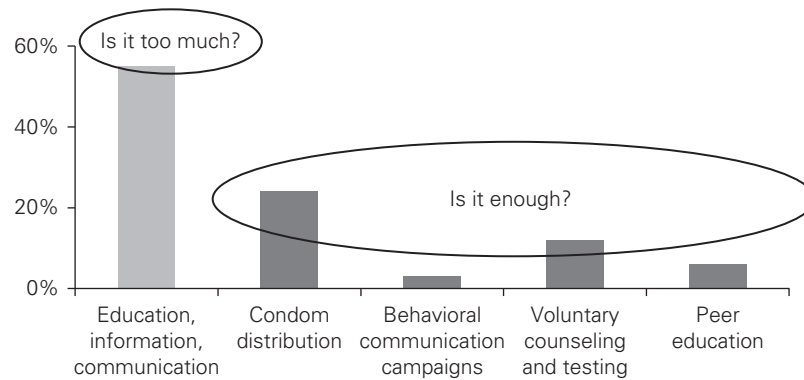 Is it too much?
60%
40%
Is it enough?
20%
0%
Education,
information,
communication
Condom
distribution
Behavioral
communication
campaigns
Voluntary
counseling
and testing
Peer
education